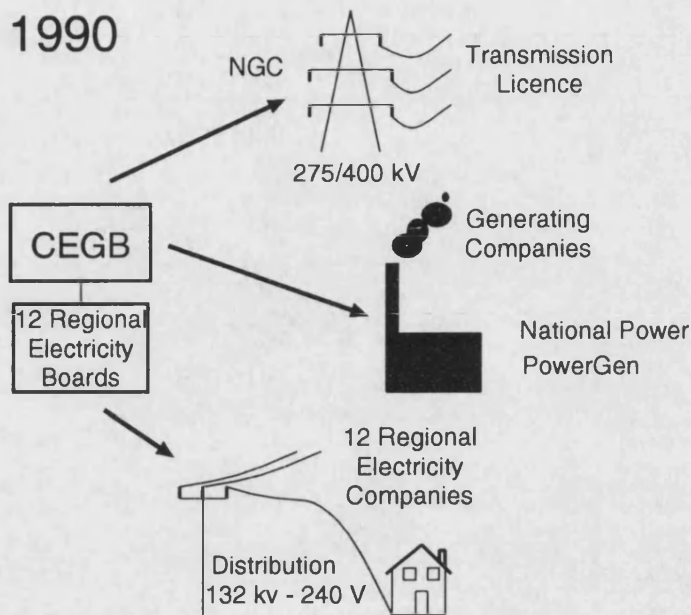 1990
NGC
Transmission
Licence
275/400 kV
CEGB
Generating
Companies
12 Regional
Electricity
Boards
National Power
PowerGen
12 Regional
Electricity
Companies
Distribution
132 kv - 240 V